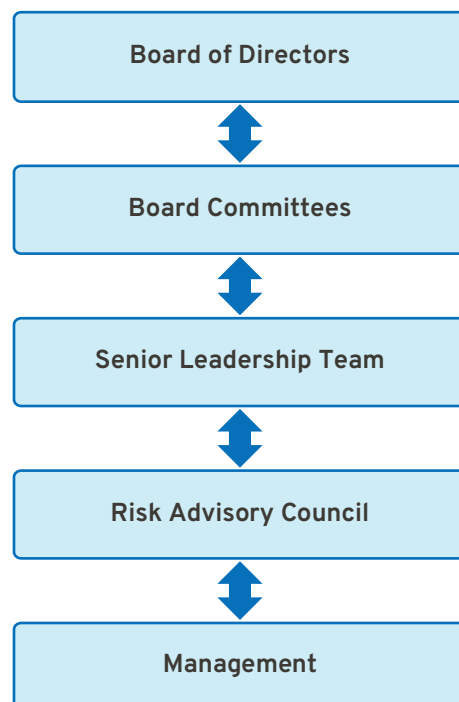 Board of Directors
Board Committees
Senior Leadership Team
Risk Advisory Council
Management